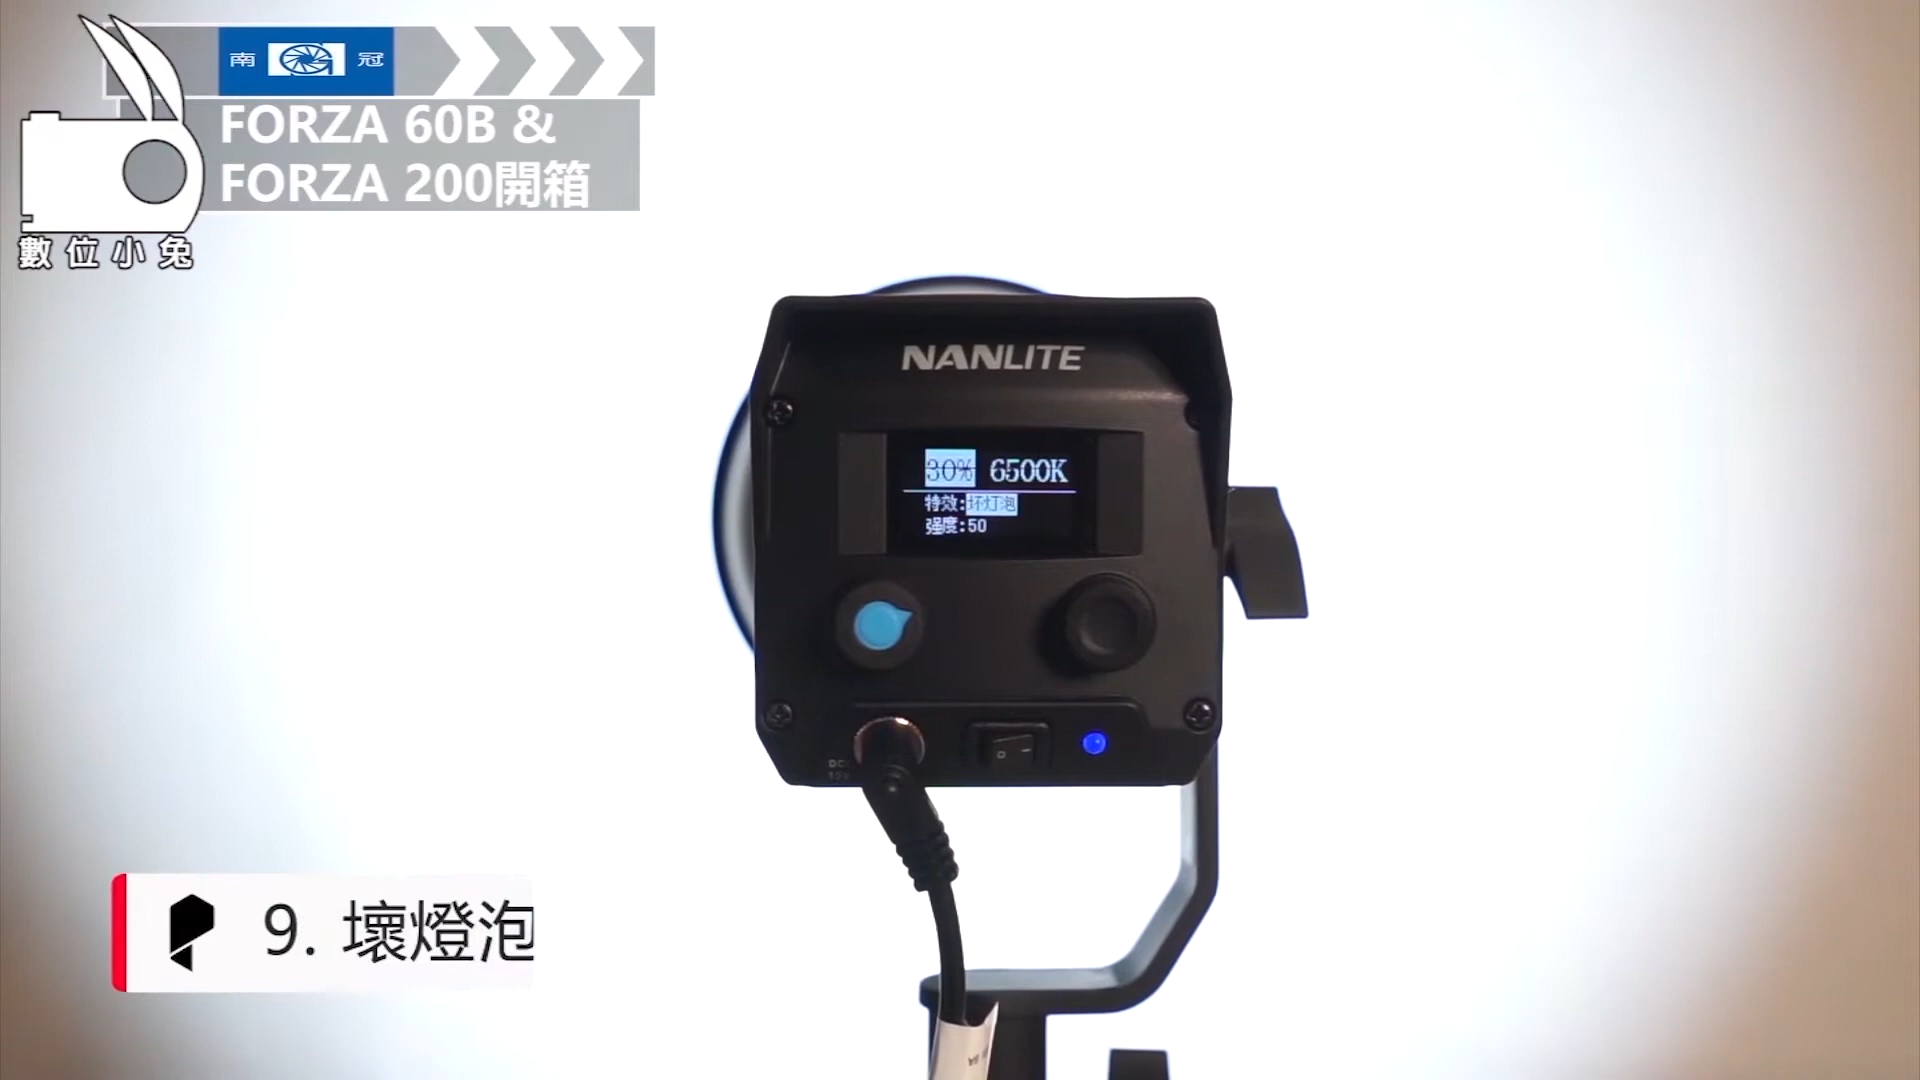 南 冠
FORZA 60B &
FORZA 200開箱
數位小兔
NANLITE
30% 6500K
特效:坏灯泡
强度:50
DC
9. 壞燈泡